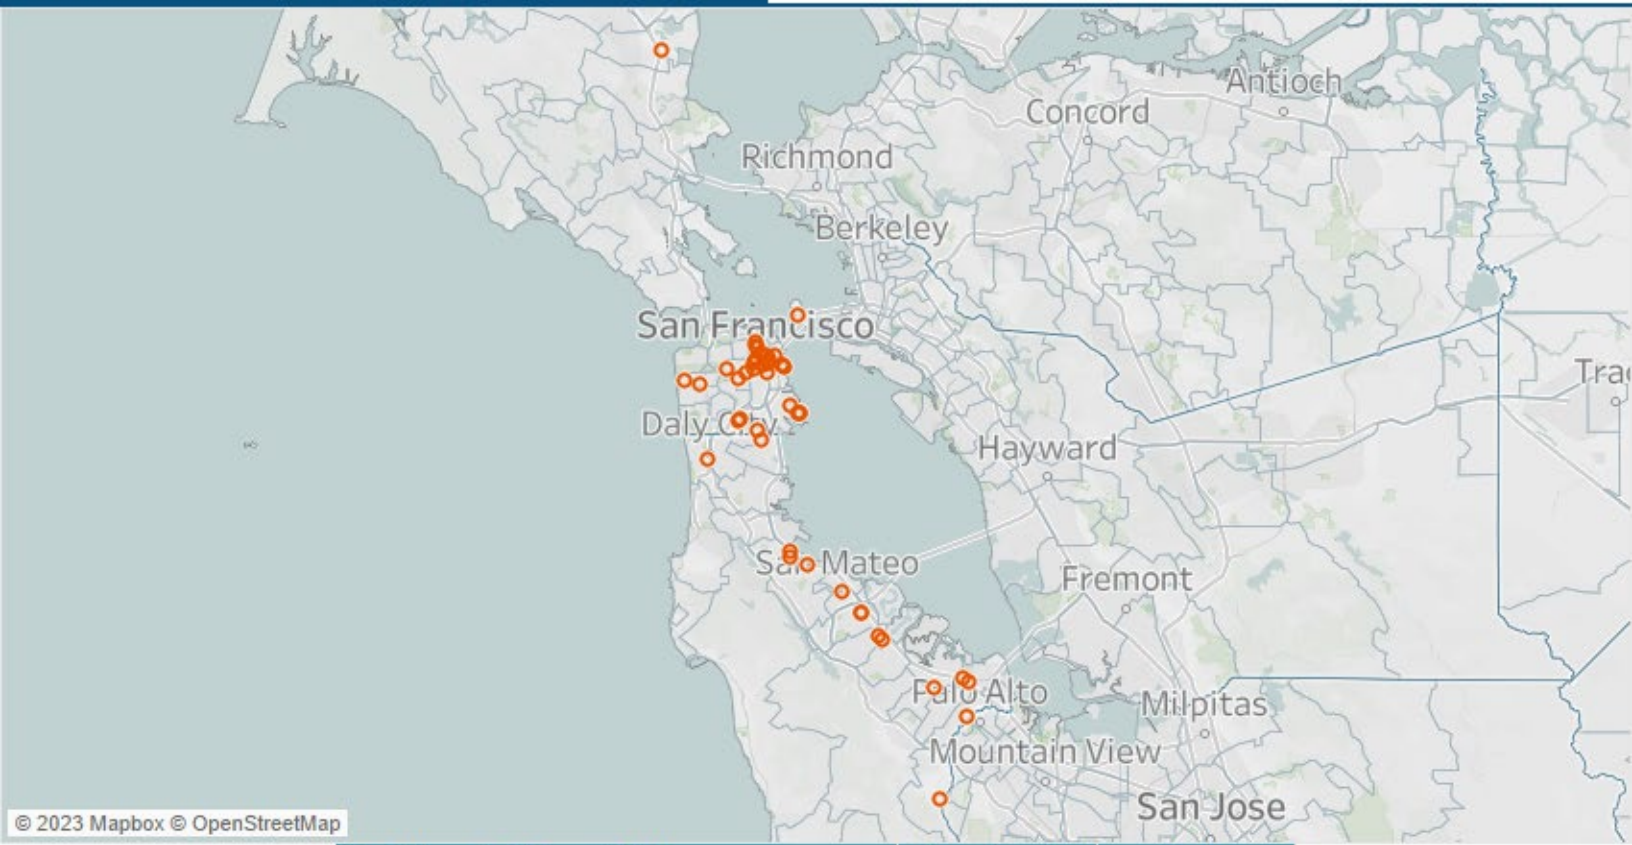 Antioch
Concord
Richmond
Berkeley
San Francisco
Daly City
Hayward
San Mateo
Fremont
Palo Alto
Milpitas
Mountain View
San Jose
© 2023 Mapbox © OpenStreetMap